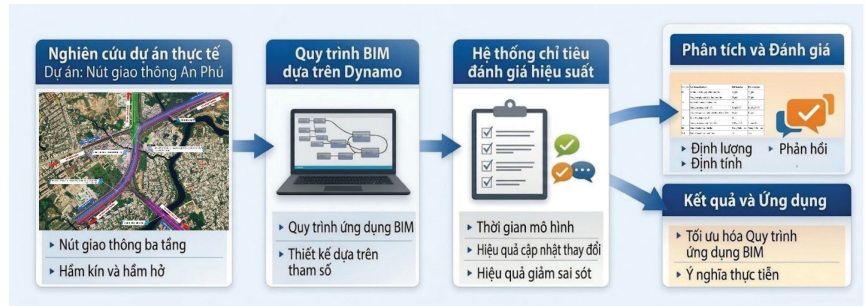 Nghiên cứu dự án thực tế
Dự án: Nút giao thông An Phú
Nút giao thông ba tầng
Hầm kín và hầm hở
Quy trình BIM
dựa trên Dynamo
Quy trình ứng dụng BIM
Thiết kế dựa trên
tham số
Hệ thống chỉ tiêu
đánh giá hiệu suất
Thời gian mô hình
Hiệu quả cập nhật thay đổi
Hiệu quả giảm sai sót
Phân tích và Đánh giá
Định lượng
Định tính
Phản hồi
Kết quả và Ứng dụng
Tối ưu hóa Quy trình
ứng dụng BIM
Ý nghĩa thực tiễn